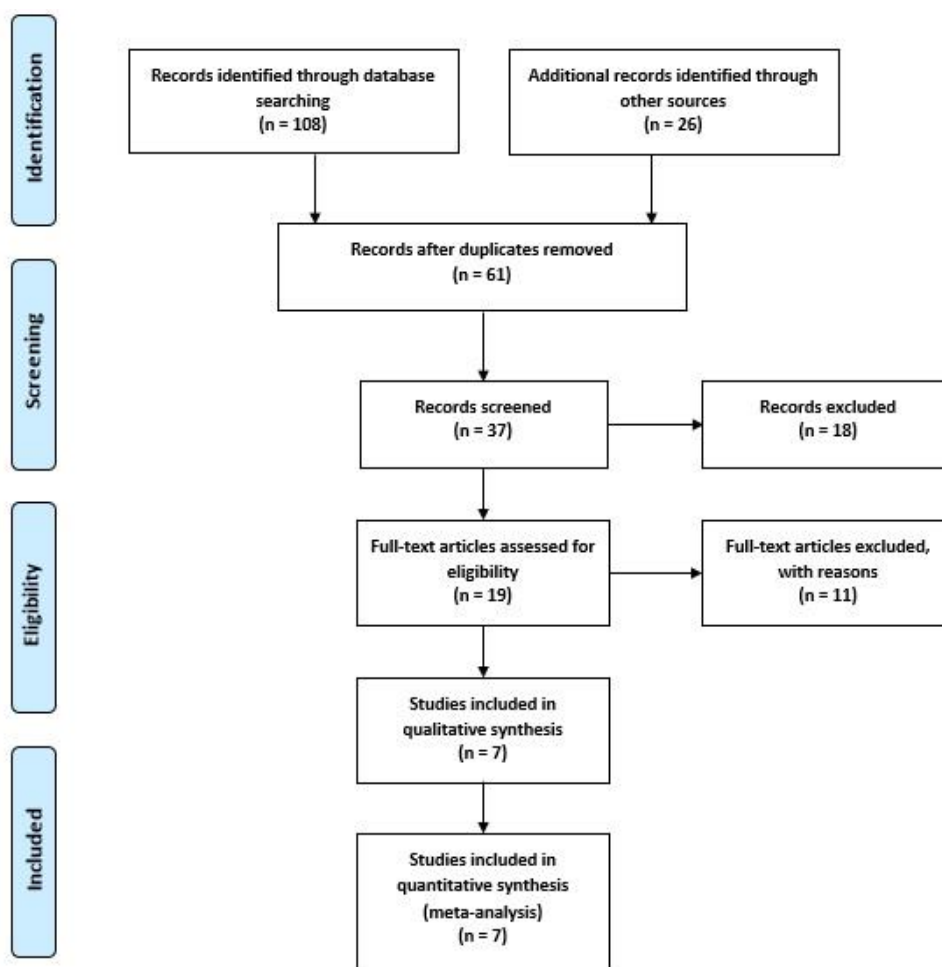 Identification
Records identified through database
searching
(n = 108)
Additional records identified through
other sources
(n = 26)
Records after duplicates removed
(n = 61)
Screening
Records screened
(n = 37)
Records excluded
(n = 18)
Eligibility
Full-text articles assessed for
eligibility
(n = 19)
Full-text articles excluded,
with reasons
(n = 11)
Studies included in
qualitative synthesis
(n = 7)
Included
Studies included in
quantitative synthesis
(meta-analysis)
(n = 7)